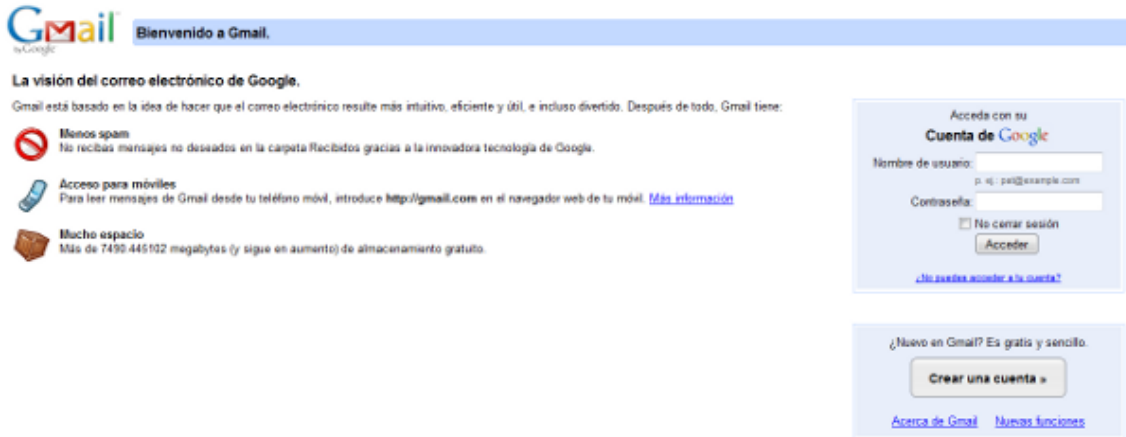 Gmail
by Google
Bienvenido a Gmail.
La visión del correo electrónico de Google.
Gmail está basado en la idea de hacer que el correo electrónico resulte más intuitivo, eficiente y útil, e incluso divertido. Después de todo, Gmail tiene:
Menos spam
No recibas mensajes no deseados en la carpeta Recibidos gracias a la innovadora tecnología de Google.
Acceso para móviles
Para leer mensajes de Gmail desde tu teléfono móvil, introduce http://gmail.com en el navegador web de tu móvil. Más información
Mucho espacio
Más de 7490.445102 megabytes (y sigue en aumento) de almacenamiento gratuito.
Acceda con su
Cuenta de Google
Nombre de usuario:
p. ej.: pat@example.com
Contraseña:
No cerrar sesión
Acceder
¿No puedes acceder a tu cuenta?
¿Nuevo en Gmail? Es gratis y sencillo.
Crear una cuenta »
Acerca de Gmail Nuevas funciones